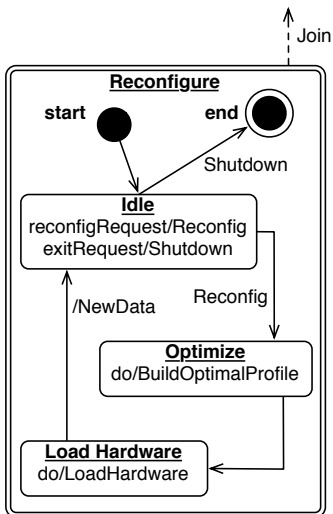 Join
Reconfigure
start
end
Shutdown
Idle
reconfigRequest/Reconfig
exitRequest/Shutdown
/NewData
Reconfig
Optimize
do/BuildOptimalProfile
Load Hardware
do/LoadHardware